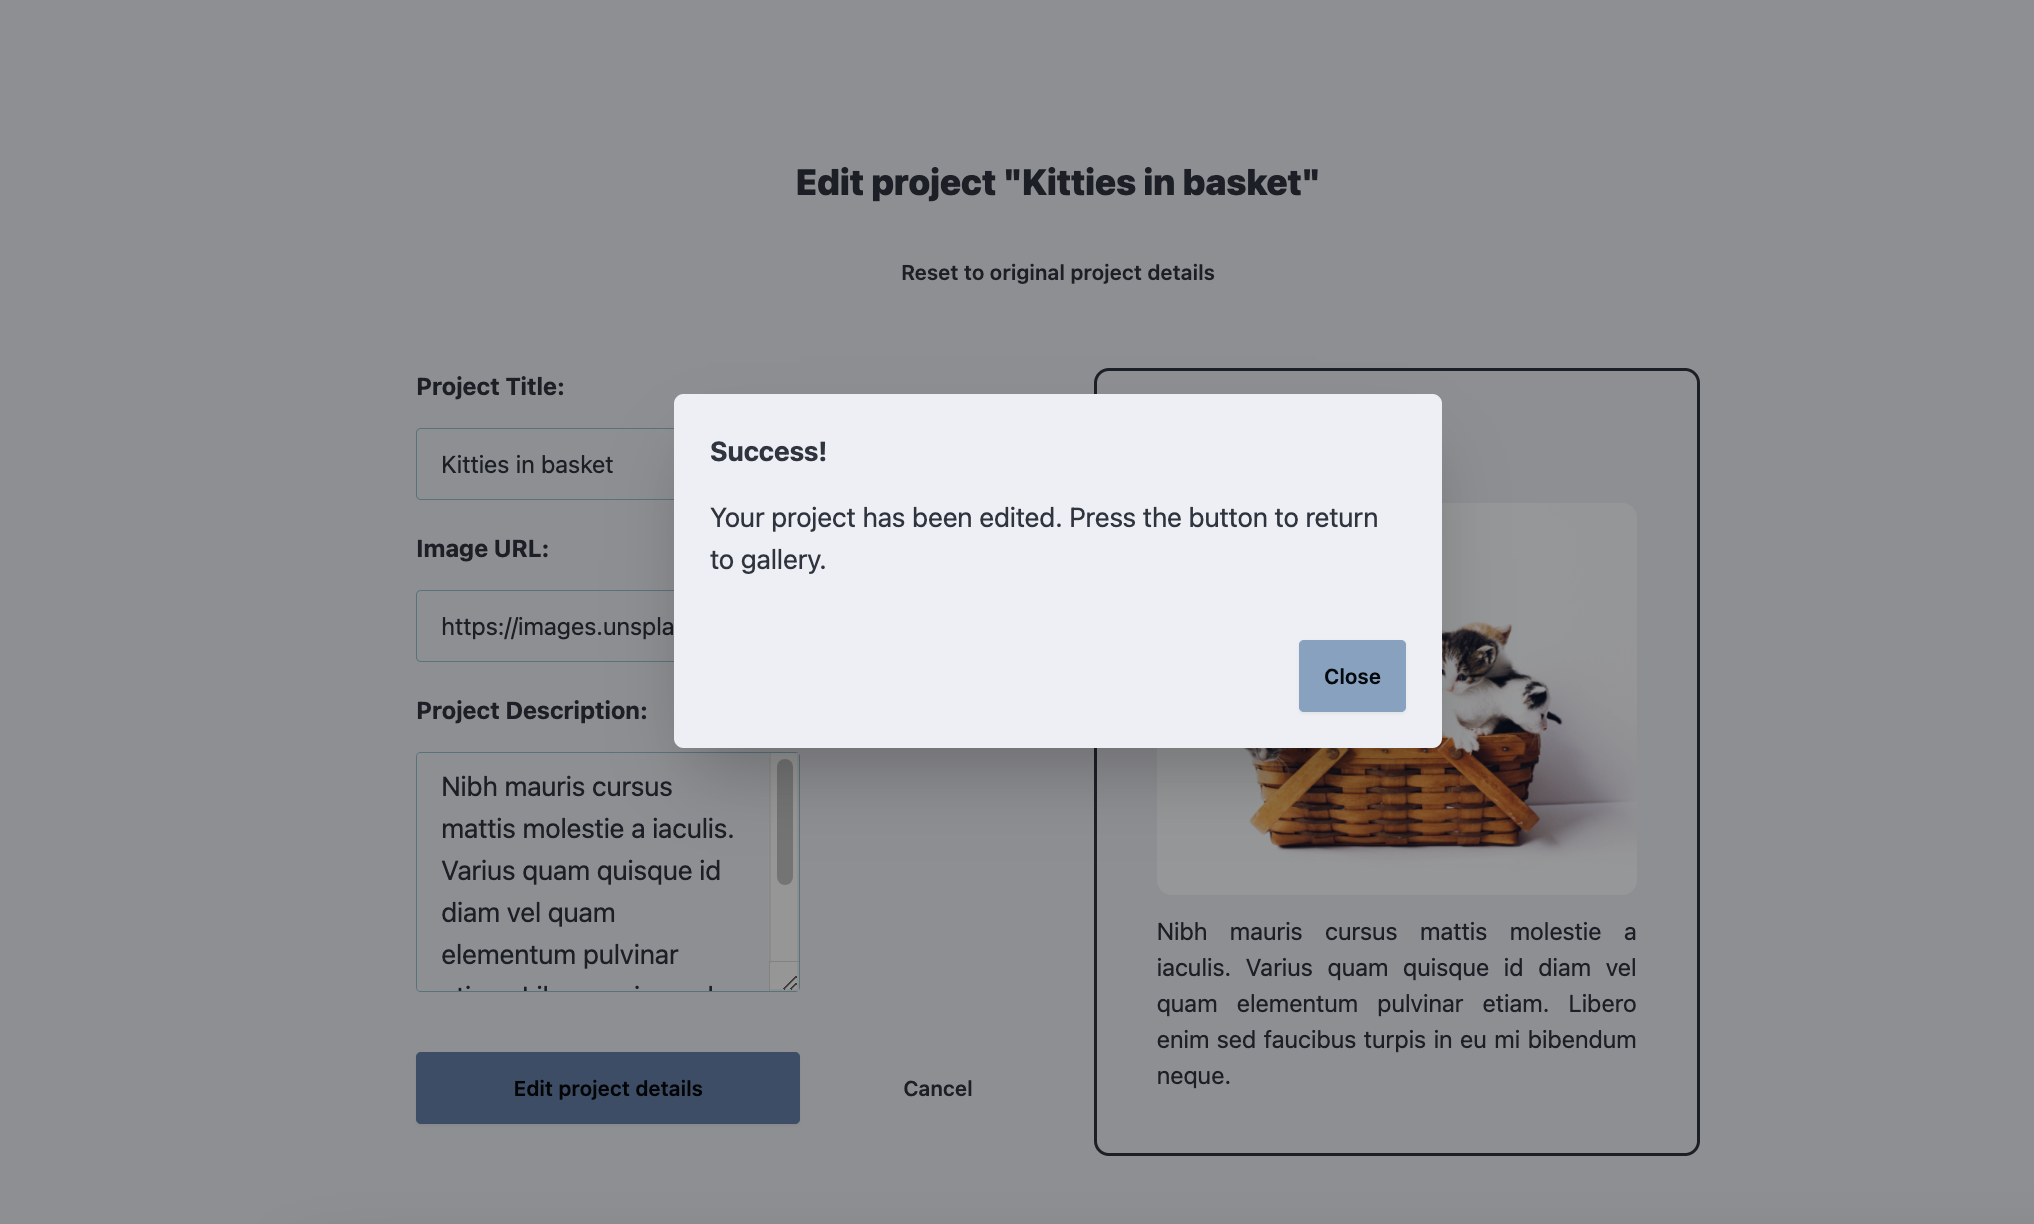 Edit project "Kitties in basket"
Reset to original project details
Project Title:
Kitties in basket
Image URL:
https://images.unspla
Project Description:
Nibh mauris cursus
mattis molestie a iaculis.
Varius quam quisque id
diam vel quam
elementum pulvinar
Edit project details
Cancel
Success!
Your project has been edited. Press the button to return
to gallery.
Close
Nibh mauris cursus mattis molestie a
iaculis. Varius quam quisque id diam vel
quam elementum pulvinar etiam. Libero
enim sed faucibus turpis in eu mi bibendum
neque.